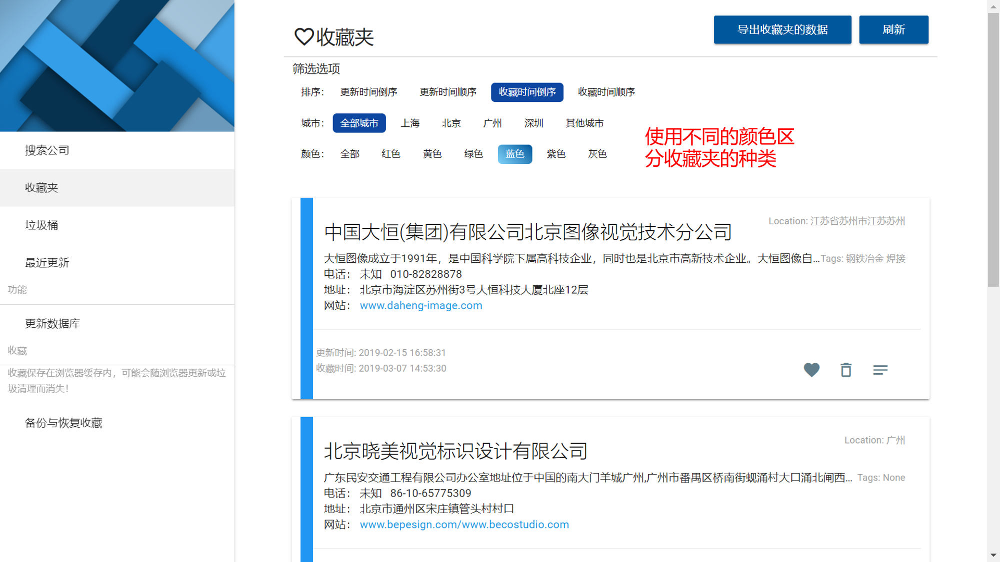 搜索公司
收藏夹
垃圾桶
最近更新
功能
更新数据库
收藏
收藏保存在浏览器缓存内，可能会随浏览器更新或垃
圾清理而消失！
备份与恢复收藏
收藏夹
导出收藏夹的数据
刷新
筛选选项
排序： 更新时间倒序 更新时间顺序 收藏时间倒序 收藏时间顺序
城市： 全部城市 上海 北京 广州 深圳 其他城市
颜色： 全部 红色 黄色 绿色 蓝色 紫色 灰色
使用不同的颜色区
分收藏夹的种类
Location: 江苏省苏州市江苏苏州
中国大恒(集团)有限公司北京图像视觉技术分公司
大恒图像成立于1991年，是中国科学院下属高科技企业，同时也是北京市高新技术企业。大恒图像自... Tags: 钢铁冶金 焊接
电话： 未知 010-82828878
地址： 北京市海淀区苏州街3号大恒科技大厦北座12层
网站： www.daheng-image.com
更新时间: 2019-02-15 16:58:31
收藏时间: 2019-03-07 14:53:30
Location: 广州
北京晓美视觉标识设计有限公司
广东民安交通工程有限公司办公室地址位于中国的南大门羊城广州,广州市番禺区桥南街蚬涌村大口涌北闸西... Tags: None
电话： 未知 86-10-65775309
地址： 北京市通州区宋庄镇管头村村口
网站： www.bepesign.com/www.becostudio.com